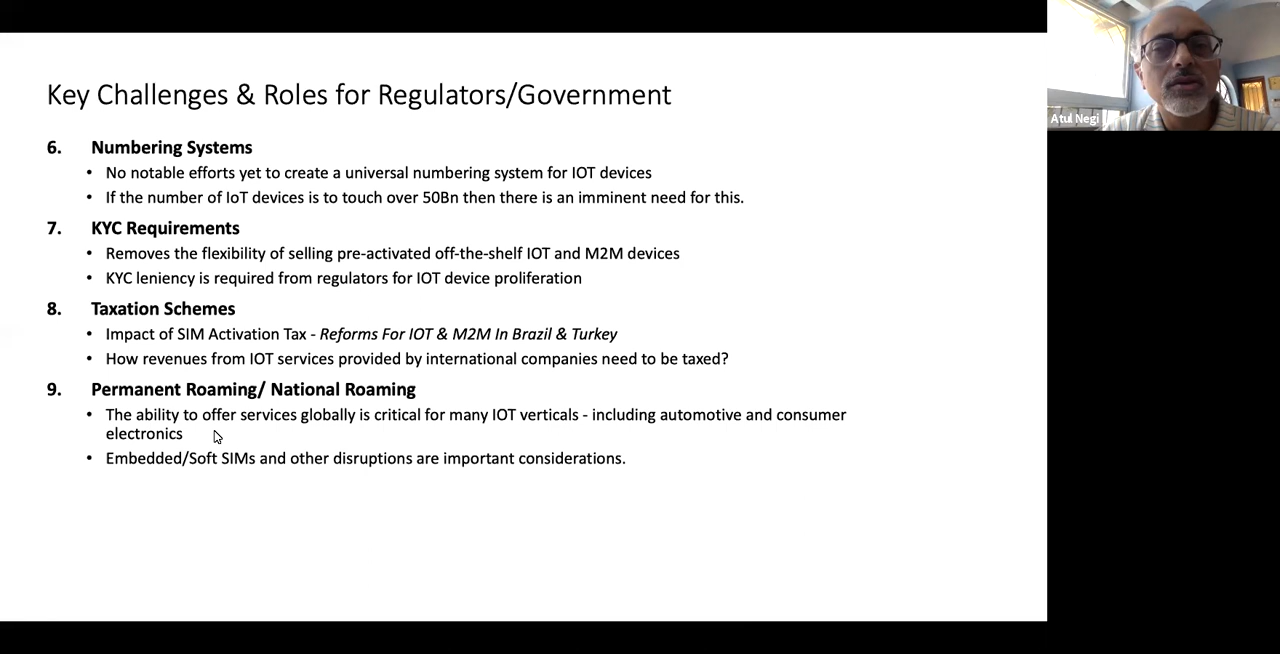 Key Challenges & Roles for Regulators/Government
6. Numbering Systems
• No notable efforts yet to create a universal numbering system for IOT devices
• If the number of IoT devices is to touch over 50Bn then there is an imminent need for this.
7. KYC Requirements
• Removes the flexibility of selling pre-activated off-the-shelf IOT and M2M devices
• KYC leniency is required from regulators for IOT device proliferation
8. Taxation Schemes
• Impact of SIM Activation Tax - Reforms For IOT & M2M In Brazil & Turkey
• How revenues from IOT services provided by international companies need to be taxed?
9. Permanent Roaming/ National Roaming
• The ability to offer services globally is critical for many IOT verticals - including automotive and consumer
electronics
• Embedded/Soft SIMs and other disruptions are important considerations.
Atul Negi